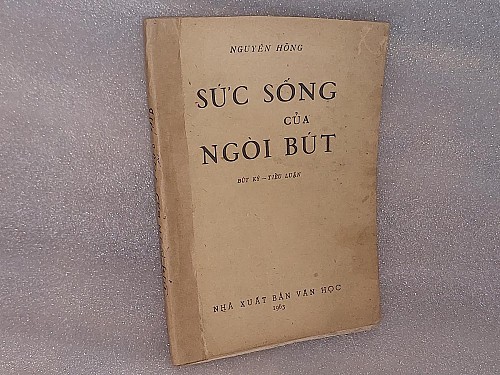 NGUYÊN HỒNG
SỨC SỐNG
CỦA
NGÒI BÚT
BÚT KÝ — TIỂU LUẬN
NHÀ XUẤT BẢN VĂN HỌC
1963